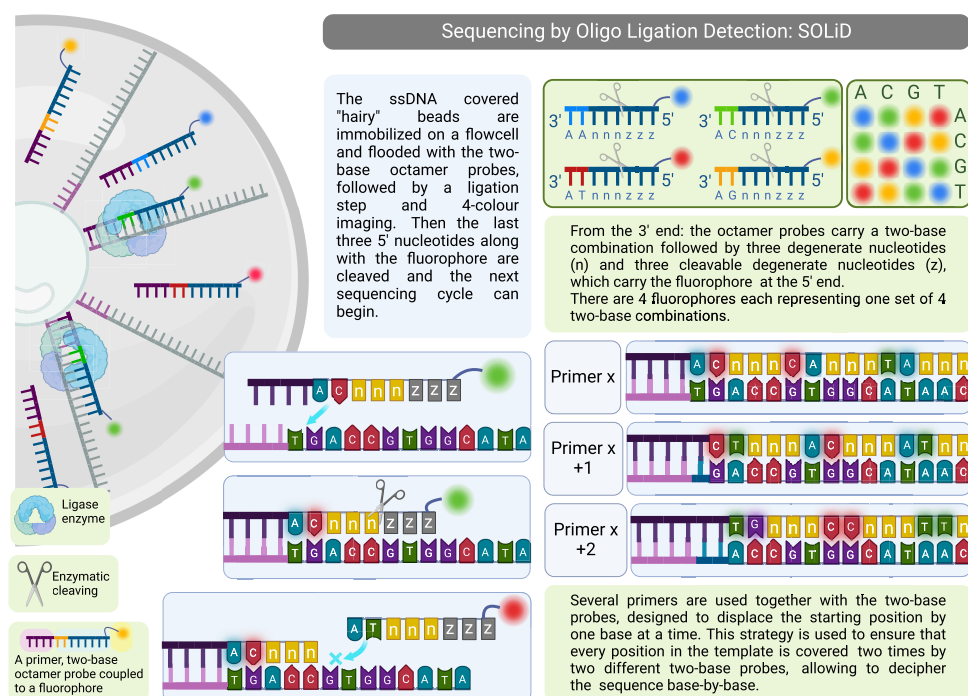 Sequencing by Oligo Ligation Detection: SOLiD
The ssDNA covered
"hairy" beads are
immobilized on a flowcell
and flooded with the two-
base octamer probes,
followed by a ligation
step and 4-colour
imaging. Then the last
three 5' nucleotides along
with the fluorophore are
cleaved and the next
sequencing cycle can
begin.
3' 5' 3' 5'
A A n n n z z z A C n n n z z z
3' 5' 3' 5'
A T n n n z z z A G n n n z z z
A C G T
A
C
G
T
From the 3' end: the octamer probes carry a two-base
combination followed by three degenerate nucleotides
(n) and three cleavable degenerate nucleotides (z),
which carry the fluorophore at the 5' end.
There are 4 fluorophores each representing one set of 4
two-base combinations.
A C n n n z z z
T G A C C G T G G C A T A
A C n n n z z z
T G A C C G T G G C A T A
A T n n n z z z
A C n n n
T G A C C G T G G C A T A
Primer x
A C n n n C A n n n T A n n n
T G A C C G T G G C A T A A C
Primer x
+1
C T n n n A C n n n A T n n
G A C C G T G G C A T A A C
Primer x
+2
T G n n n C C n n n T T n
A C C G T G G C A T A A C
Several primers are used together with the two-base
probes, designed to displace the starting position by
one base at a time. This strategy is used to ensure that
every position in the template is covered two times by
two different two-base probes, allowing to decipher
the sequence base-by-base.
Ligase
enzyme
Enzymatic
cleaving
A primer, two-base
octamer probe coupled
to a fluorophore